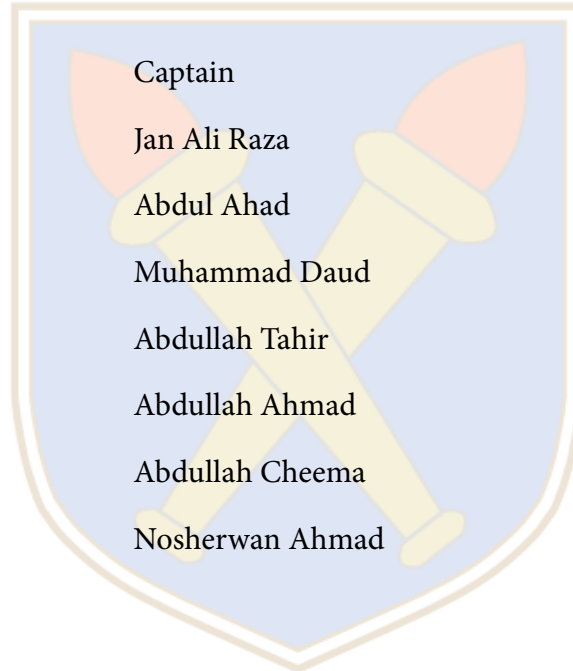 Captain
Jan Ali Raza
Abdul Ahad
Muhammad Daud
Abdullah Tahir
Abdullah Ahmad
Abdullah Cheema
Nosherwan Ahmad